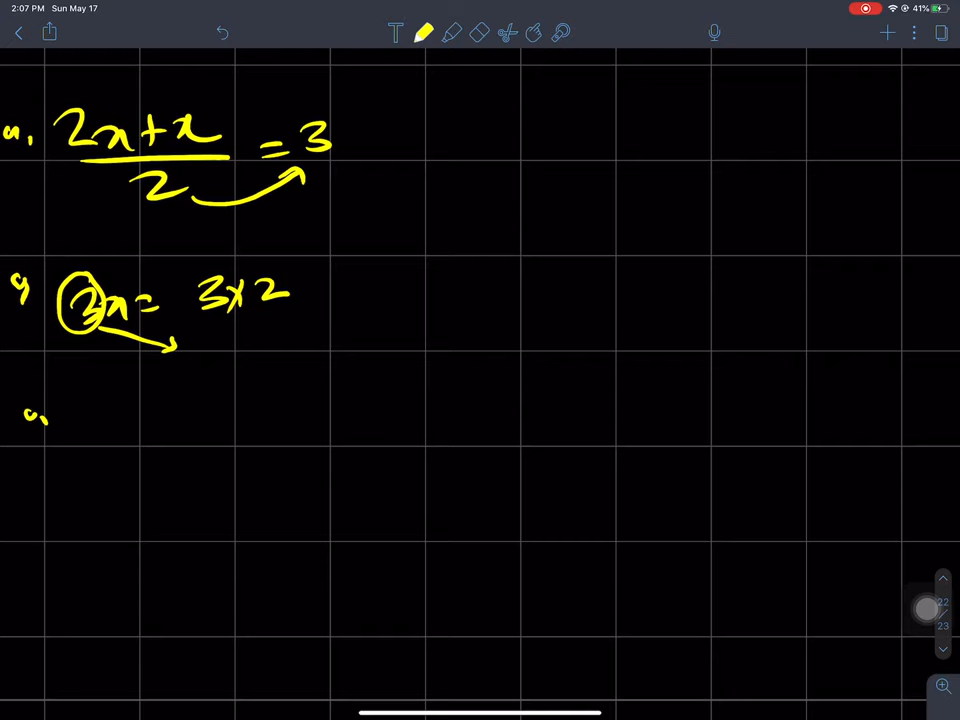 2:07 PM Sun May 17 41%
T
2x+x
= 3
2
3x = 3×2
22
23